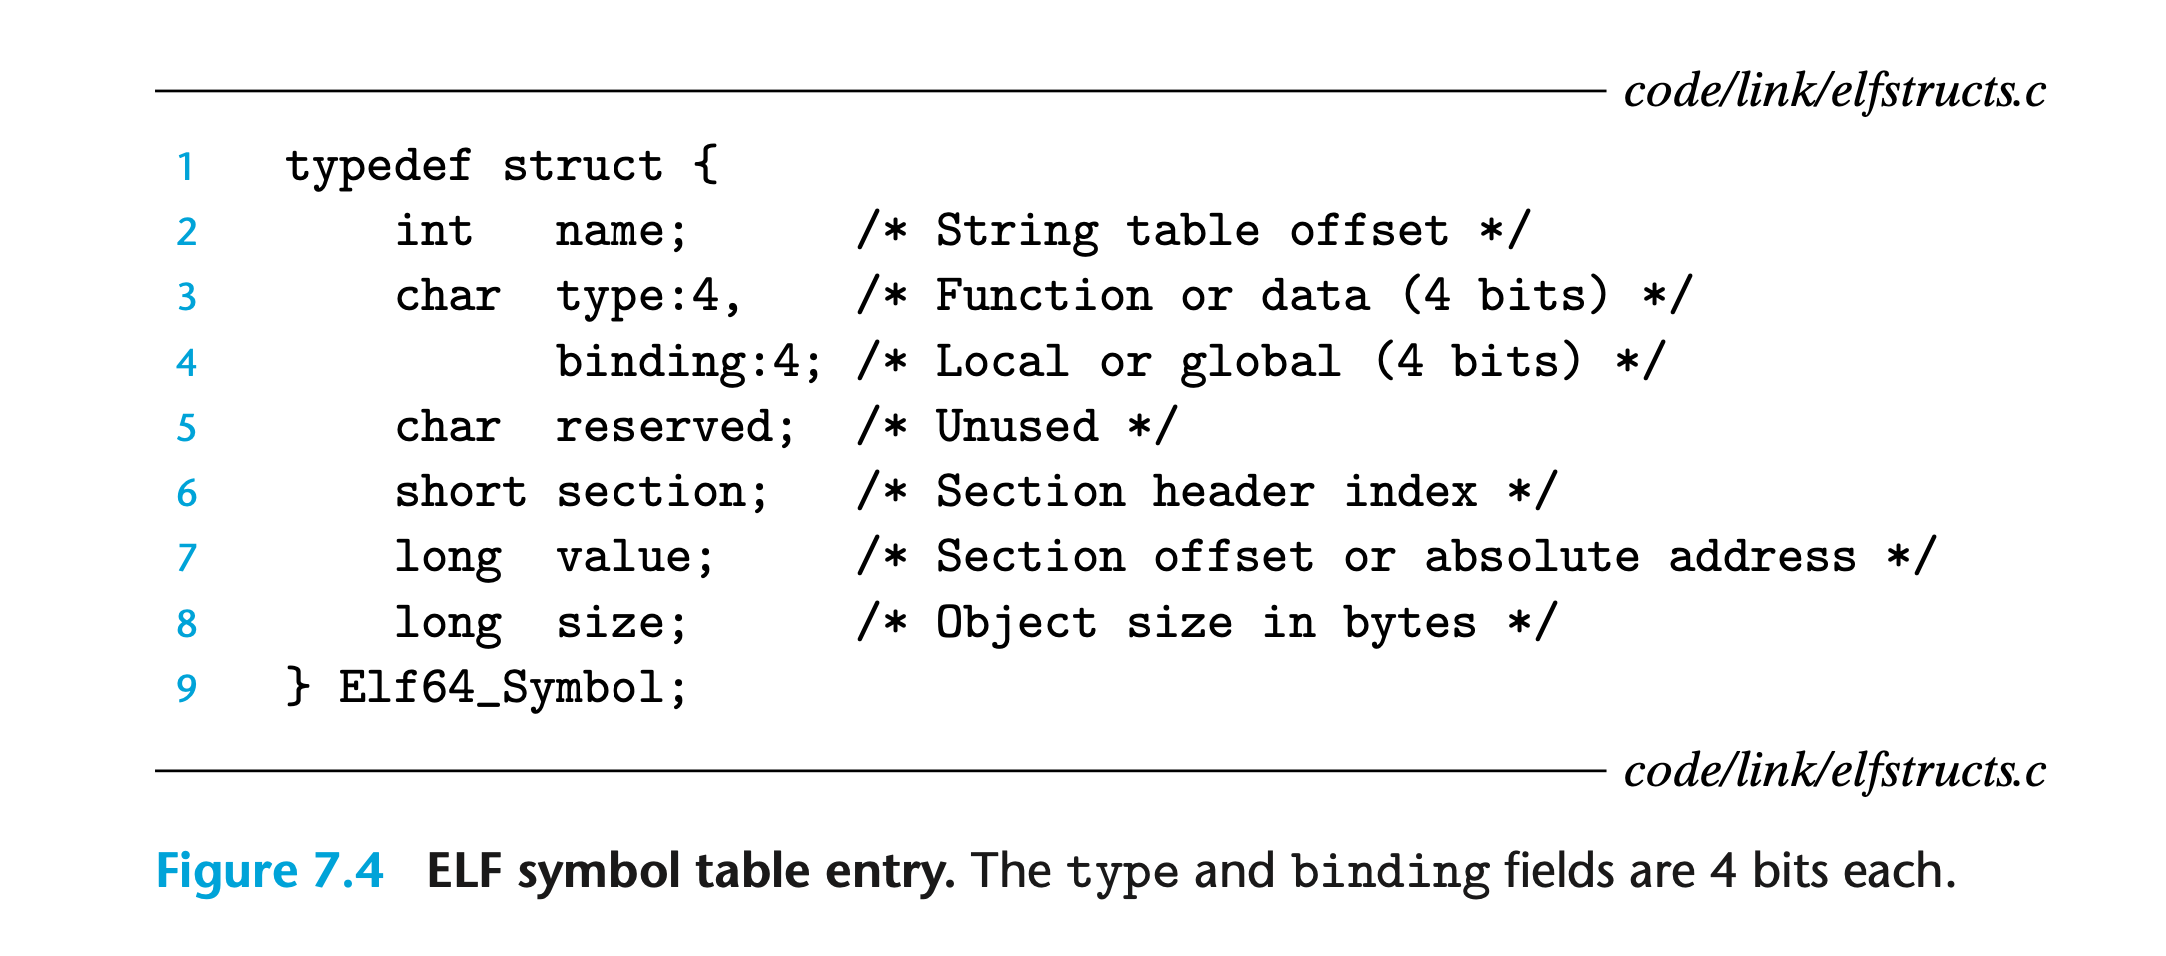 code/link/elfstructs.c
1 typedef struct {
2     int   name;      /* String table offset */
3     char  type:4,    /* Function or data (4 bits) */
4           binding:4; /* Local or global (4 bits) */
5     char  reserved;  /* Unused */
6     short section;   /* Section header index */
7     long  value;     /* Section offset or absolute address */
8     long  size;      /* Object size in bytes */
9 } Elf64_Symbol;
code/link/elfstructs.c
Figure 7.4 ELF symbol table entry. The type and binding fields are 4 bits each.